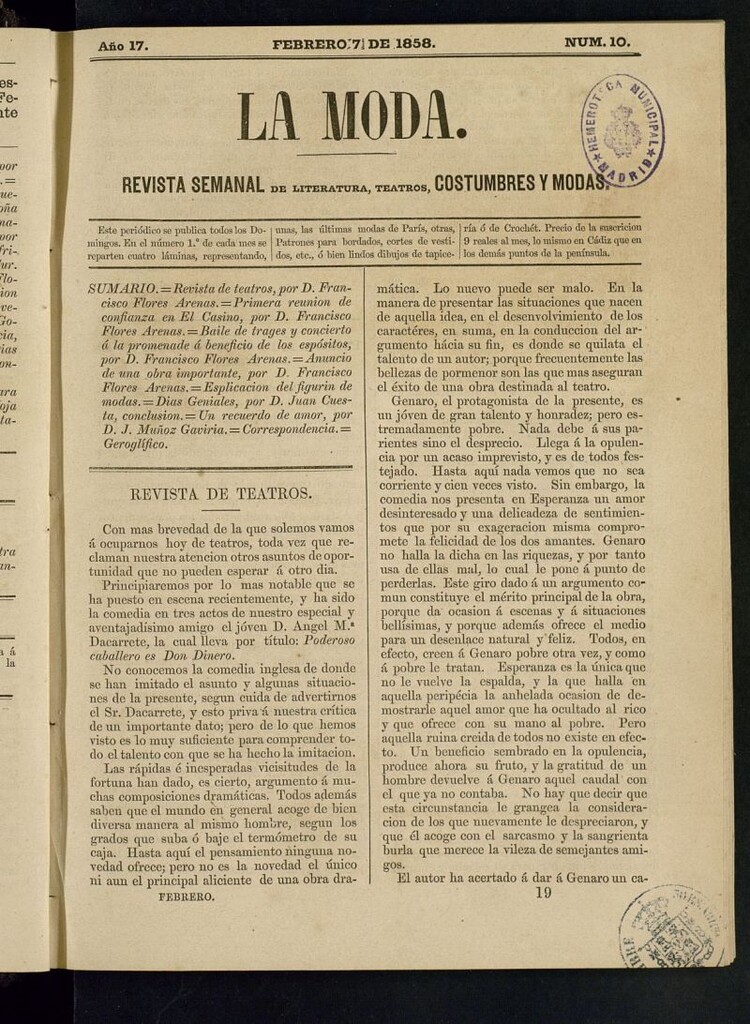 Año 17.
FEBRERO 7 DE 1858.
NUM. 10.
LA MODA.
HEMEROTECA MUNICIPAL
★ MADRID ★
REVISTA SEMANAL DE LITERATURA, TEATROS, COSTUMBRES Y MODAS.
Este periódico se publica todos los Do-
mingos. En el número 1.º de cada mes se
reparten cuatro láminas, representando,
unas, las últimas modas de París, otras,
Patrones para bordados, cortes de vesti-
dos, etc., ó bien lindos dibujos de tapice-
ría ó de Crochét. Precio de la suscricion
9 reales al mes, lo mismo en Cádiz que en
los demás puntos de la península.
SUMARIO.=Revista de teatros, por D. Fran-
cisco Flores Arenas.=Primera reunion de
confianza en El Casino, por D. Francisco
Flores Arenas.=Baile de trages y concierto
á la promenade á beneficio de los espósitos,
por D. Francisco Flores Arenas.=Anuncio
de una obra importante, por D. Francisco
Flores Arenas.=Esplicacion del figurin de
modas.=Dias Geniales, por D. Juan Cues-
ta, conclusion.=Un recuerdo de amor, por
D. J. Muñoz Gaviria.=Correspondencia.=
Geroglífico.
REVISTA DE TEATROS.
Con mas brevedad de la que solemos vamos
á ocuparnos hoy de teatros, toda vez que re-
claman nuestra atencion otros asuntos de opor-
tunidad que no pueden esperar á otro dia.
Principiaremos por lo mas notable que se
ha puesto en escena recientemente, y ha sido
la comedia en tres actos de nuestro especial y
aventajadísimo amigo el jóven D. Angel M.ª
Dacarrete, la cual lleva por título: Poderoso
caballero es Don Dinero.
No conocemos la comedia inglesa de donde
se han imitado el asunto y algunas situacio-
nes de la presente, segun cuida de advertirnos
el Sr. Dacarrete, y esto priva á nuestra crítica
de un importante dato; pero de lo que hemos
visto es lo muy suficiente para comprender to-
do el talento con que se ha hecho la imitacion.
Las rápidas é inesperadas vicisitudes de la
fortuna han dado, es cierto, argumento á mu-
chas composiciones dramáticas. Todos además
saben que el mundo en general acoge de bien
diversa manera al mismo hombre, segun los
grados que suba ó baje el termómetro de su
caja. Hasta aquí el pensamiento ninguna no-
vedad ofrece; pero no es la novedad el único
ni aun el principal aliciente de una obra dra-
FEBRERO.
mática. Lo nuevo puede ser malo. En la
manera de presentar las situaciones que nacen
de aquella idea, en el desenvolvimiento de los
caractéres, en suma, en la conduccion del ar-
gumento hácia su fin, es donde se quilata el
talento de un autor; porque frecuentemente las
bellezas de pormenor son las que mas aseguran
el éxito de una obra destinada al teatro.
Genaro, el protagonista de la presente, es
un jóven de gran talento y honradez; pero es-
tremadamente pobre. Nada debe á sus pa-
rientes sino el desprecio. Llega á la opulen-
cia por un acaso imprevisto, y es de todos fes-
tejado. Hasta aquí nada vemos que no sea
corriente y cien veces visto. Sin embargo, la
comedia nos presenta en Esperanza un amor
desinteresado y una delicadeza de sentimien-
tos que por su exageracion misma compro-
mete la felicidad de los dos amantes. Genaro
no halla la dicha en las riquezas, y por tanto
usa de ellas mal, lo cual le pone á punto de
perderlas. Este giro dado á un argumento co-
mun constituye el mérito principal de la obra,
porque da ocasion á escenas y á situaciones
bellísimas, y porque además ofrece el medio
para un desenlace natural y feliz. Todos, en
efecto, creen á Genaro pobre otra vez, y como
á pobre le tratan. Esperanza es la única que
no le vuelve la espalda, y la que halla en
aquella peripécia la anhelada ocasion de de-
mostrarle aquel amor que ha ocultado al rico
y que ofrece con su mano al pobre. Pero
aquella ruina creida de todos no existe en efec-
to. Un beneficio sembrado en la opulencia,
produce ahora su fruto, y la gratitud de un
hombre devuelve á Genaro aquel caudal con
el que ya no contaba. No hay que decir que
esta circunstancia le grangea la consideracion
de los que nuevamente le despreciaron, y
que él acoge con el sarcasmo y la sangrienta
burla que merece la vileza de semejantes ami-
gos.
El autor ha acertado á dar á Genaro un ca-
19